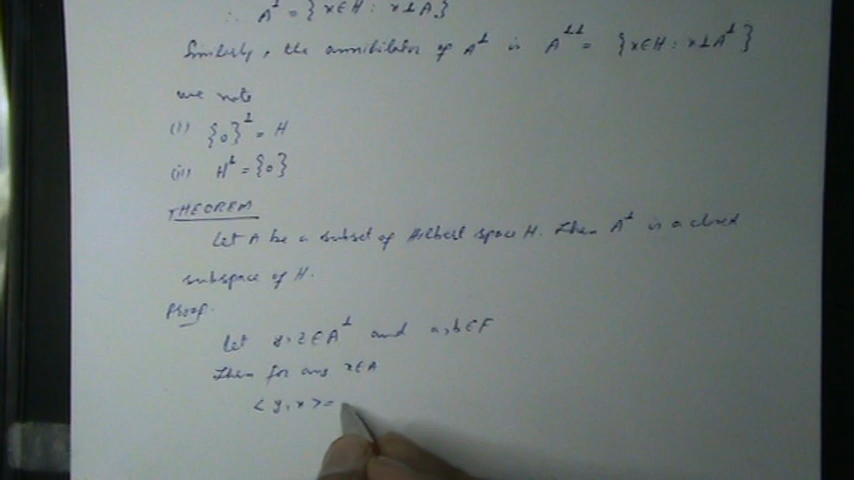 ∴ A⊥ = {x∈H : x⊥A}
Similarly, the annihilator of A⊥ is A⊥⊥ = {x∈H : x⊥A⊥}
we note
(i) {0}⊥ = H
(ii) H⊥ = {0}
THEOREM
Let A be a subset of Hilbert space H. Then A⊥ is a closed
subspace of H.
Proof.
Let y, z ∈ A⊥ and a, b ∈ F
Then for any x∈A
<y, x> =